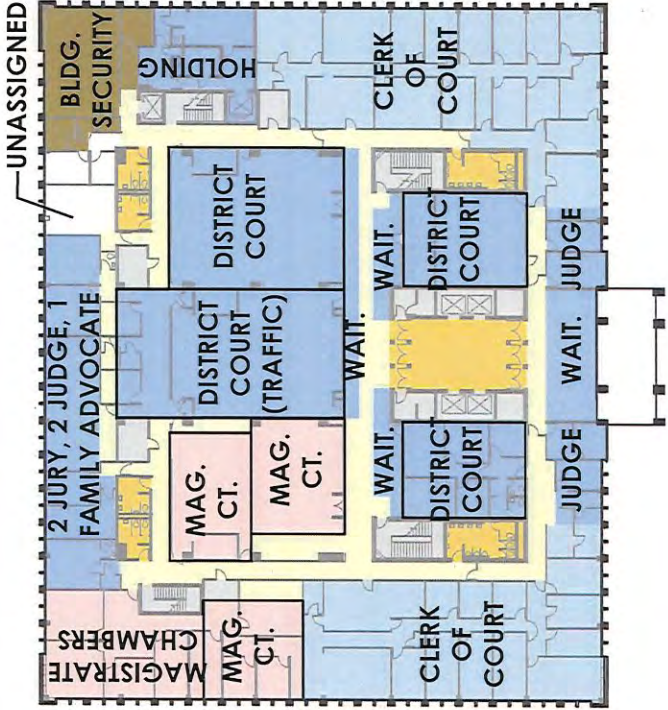 UNASSIGNED
BLDG.
SECURITY
HOLDING
CLERK
OF
COURT
2 JURY, 2 JUDGE, 1
FAMILY ADVOCATE
DISTRICT
COURT
DISTRICT
COURT
(TRAFFIC)
MAG.
CT.
MAG.
CT.
MAGISTRATE
CHAMBERS
MAG.
CT.
WAIT.
WAIT.
DISTRICT
COURT
WAIT.
DISTRICT
COURT
JUDGE
WAIT.
JUDGE
CLERK
OF
COURT